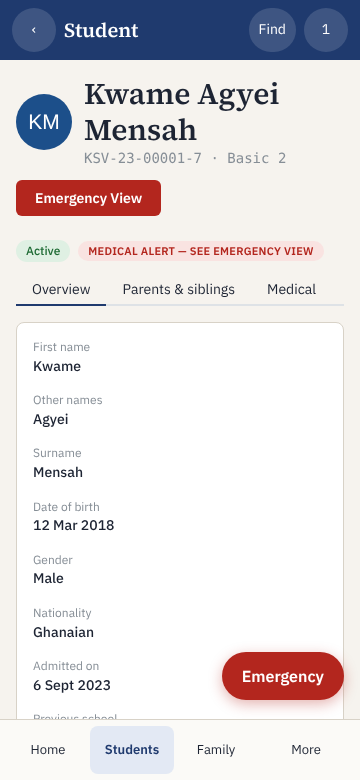 ‹ Student Find 1
KM
Kwame Agyei
Mensah
KSV-23-00001-7 · Basic 2
Emergency View
Active MEDICAL ALERT — SEE EMERGENCY VIEW
Overview Parents & siblings Medical
First name
Kwame
Other names
Agyei
Surname
Mensah
Date of birth
12 Mar 2018
Gender
Male
Nationality
Ghanaian
Admitted on
6 Sept 2023
Emergency
Previous school
Home Students Family More